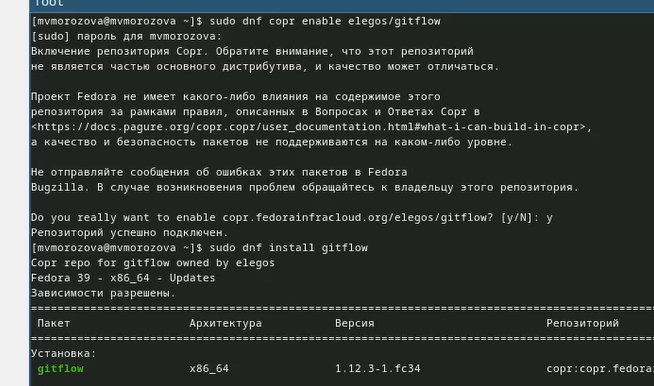 [mvmorozova@mvmorozova ~]$ sudo dnf copr enable elegos/gitflow
[sudo] пароль для mvmorozova:
Включение репозитория Copr. Обратите внимание, что этот репозиторий
не является частью основного дистрибутива, и качество может отличаться.
Проект Fedora не имеет какого-либо влияния на содержимое этого
репозитория за рамками правил, описанных в Вопросах и Ответах Copr в
<https://docs.pagure.org/copr.copr/user_documentation.html#what-i-can-build-in-copr>,
а качество и безопасность пакетов не поддерживаются на каком-либо уровне.
Не отправляйте сообщения об ошибках этих пакетов в Fedora
Bugzilla. В случае возникновения проблем обращайтесь к владельцу этого репозитория.
Do you really want to enable copr.fedorainfracloud.org/elegos/gitflow? [y/N]: y
Репозиторий успешно подключен.
[mvmorozova@mvmorozova ~]$ sudo dnf install gitflow
Copr repo for gitflow owned by elegos
Fedora 39 - x86_64 - Updates
Зависимости разрешены.
Пакет Архитектура Версия Репозиторий
Установка:
gitflow x86_64 1.12.3-1.fc34 copr:copr.fedora